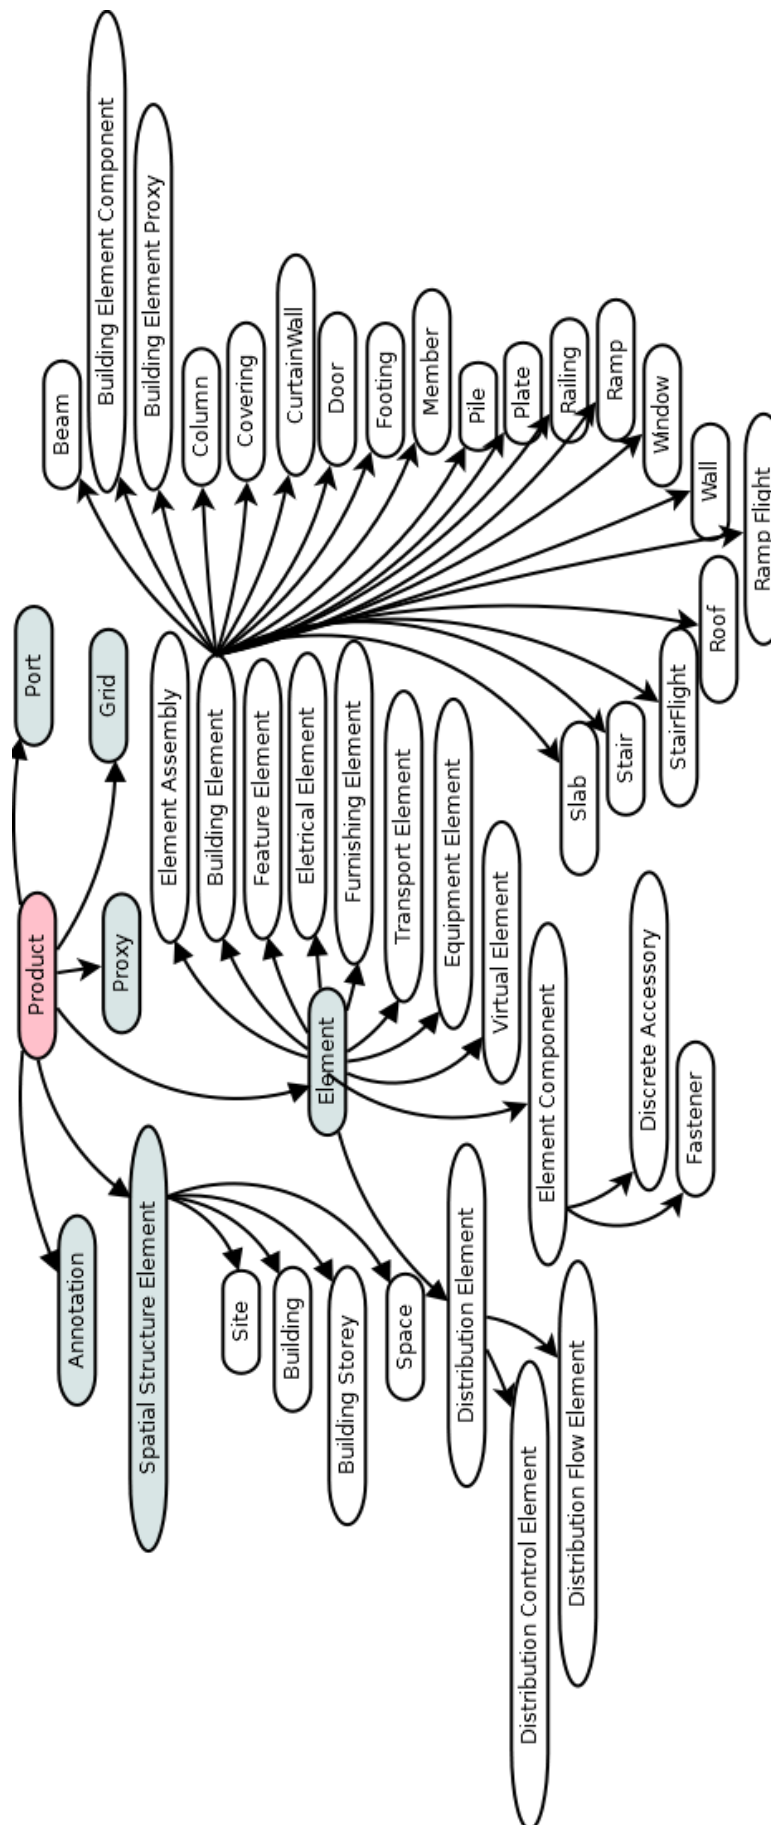 Product
Annotation
Spatial Structure Element
Proxy
Grid
Port
Element
Site
Building
Building Storey
Space
Element Assembly
Building Element
Feature Element
Eletrical Element
Furnishing Element
Transport Element
Equipment Element
Virtual Element
Element Component
Distribution Element
Distribution Control Element
Distribution Flow Element
Discrete Accessory
Fastener
Beam
Building Element Component
Building Element Proxy
Column
Covering
CurtainWall
Door
Footing
Member
Pile
Plate
Railing
Ramp
Window
Wall
Ramp Flight
Roof
StairFlight
Stair
Slab